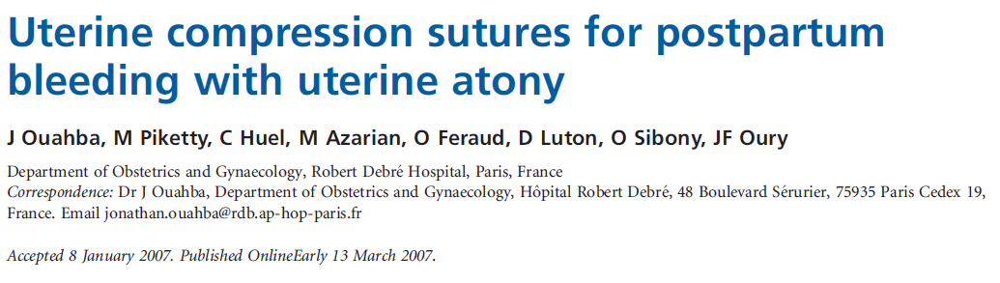 Uterine compression sutures for postpartum
bleeding with uterine atony
J Ouahba, M Piketty, C Huel, M Azarian, O Feraud, D Luton, O Sibony, JF Oury
Department of Obstetrics and Gynaecology, Robert Debré Hospital, Paris, France
Correspondence: Dr J Ouahba, Department of Obstetrics and Gynaecology, Hôpital Robert Debré, 48 Boulevard Sérurier, 75935 Paris Cedex 19,
France. Email jonathan.ouahba@rdb.ap-hop-paris.fr
Accepted 8 January 2007. Published OnlineEarly 13 March 2007.